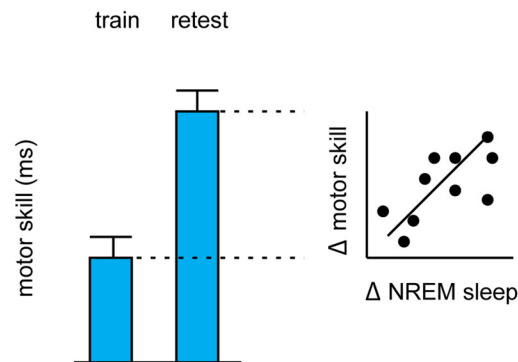 train retest
motor skill (ms)
Δ motor skill
Δ NREM sleep